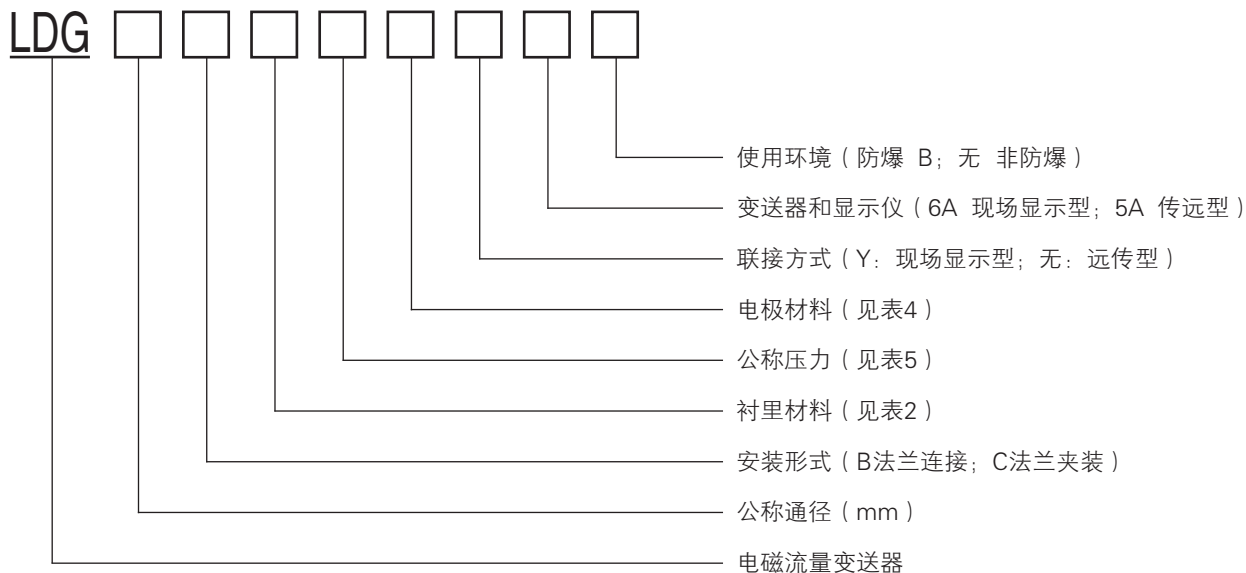 LDG
使用环境（防爆 B；无 非防爆）
变送器和显示仪（6A 现场显示型；5A 传远型）
联接方式（Y：现场显示型；无：远传型）
电极材料（见表4）
公称压力（见表5）
衬里材料（见表2）
安装形式（B法兰连接；C法兰夹装）
公称通径（mm）
电磁流量变送器